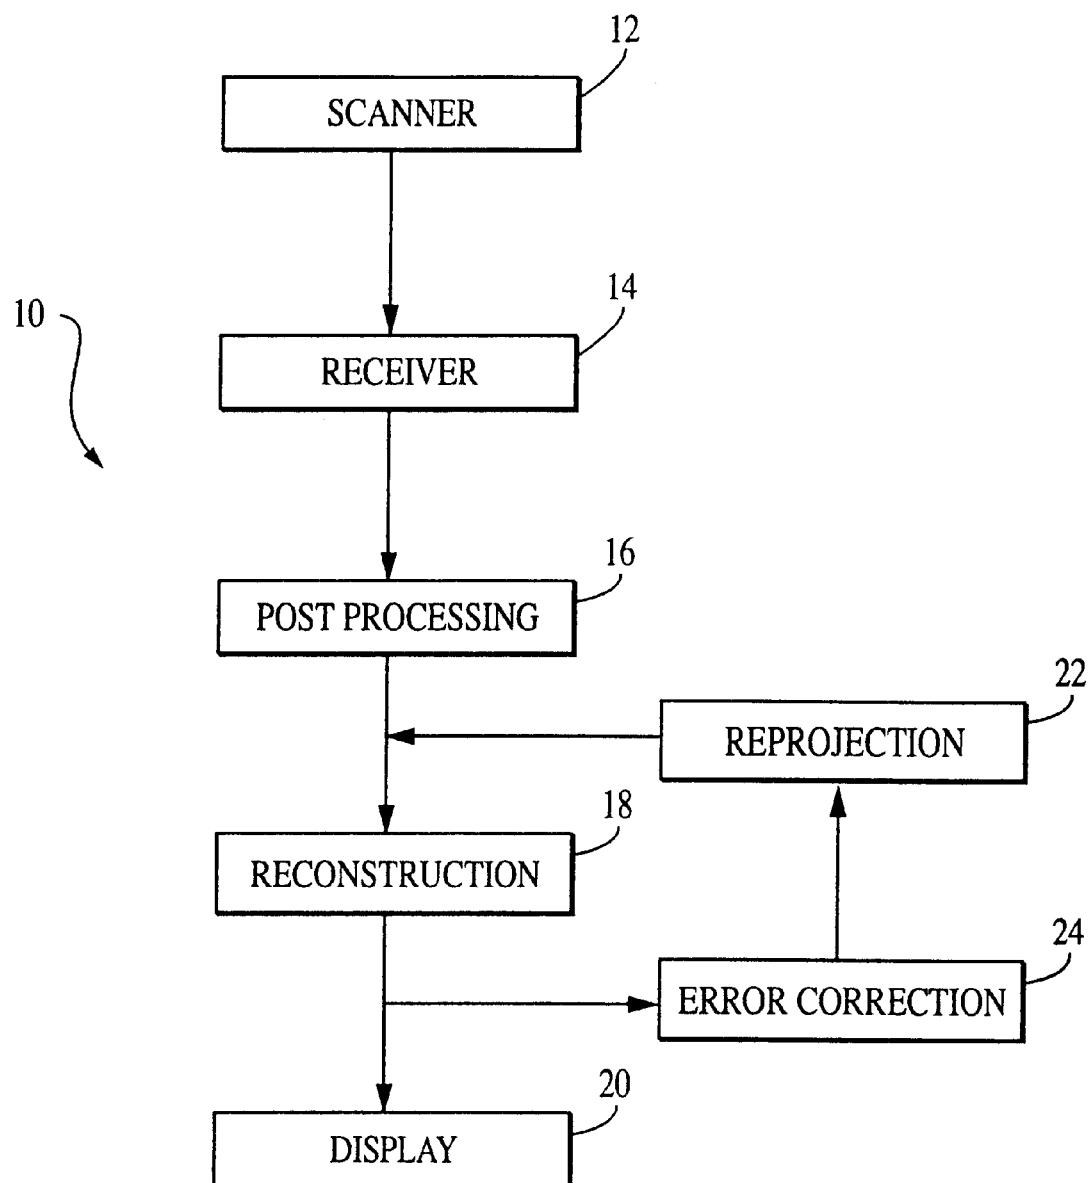 12
SCANNER
14
10
RECEIVER
16
POST PROCESSING
22
REPROJECTION
18
RECONSTRUCTION
24
ERROR CORRECTION
20
DISPLAY